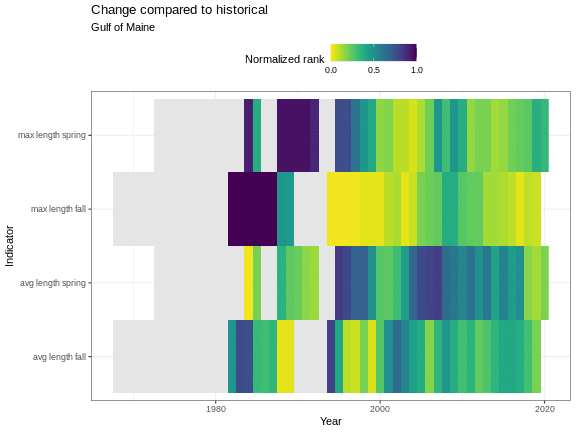 Change compared to historical
Gulf of Maine
Normalized rank
0.0 0.5 1.0
max length spring
max length fall
avg length spring
avg length fall
Indicator
1980 2000 2020
Year